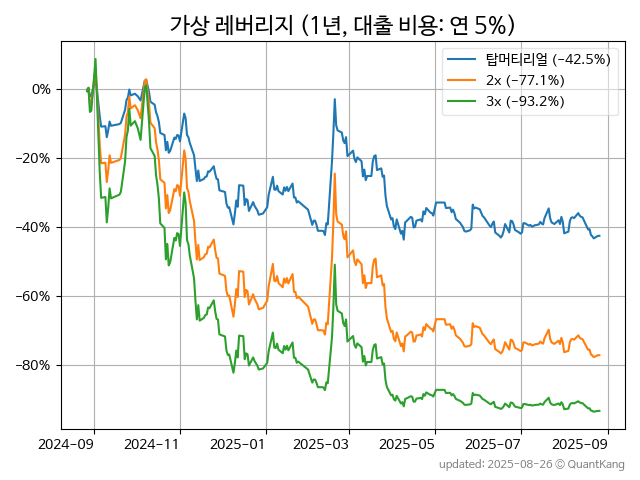 가상 레버리지 (1년, 대출 비용: 연 5%)
탑머티리얼 (−42.5%)
2x (−77.1%)
3x (−93.2%)
0%
−20%
−40%
−60%
−80%
2024-09 2024-11 2025-01 2025-03 2025-05 2025-07 2025-09
updated: 2025-08-26 © QuantKang